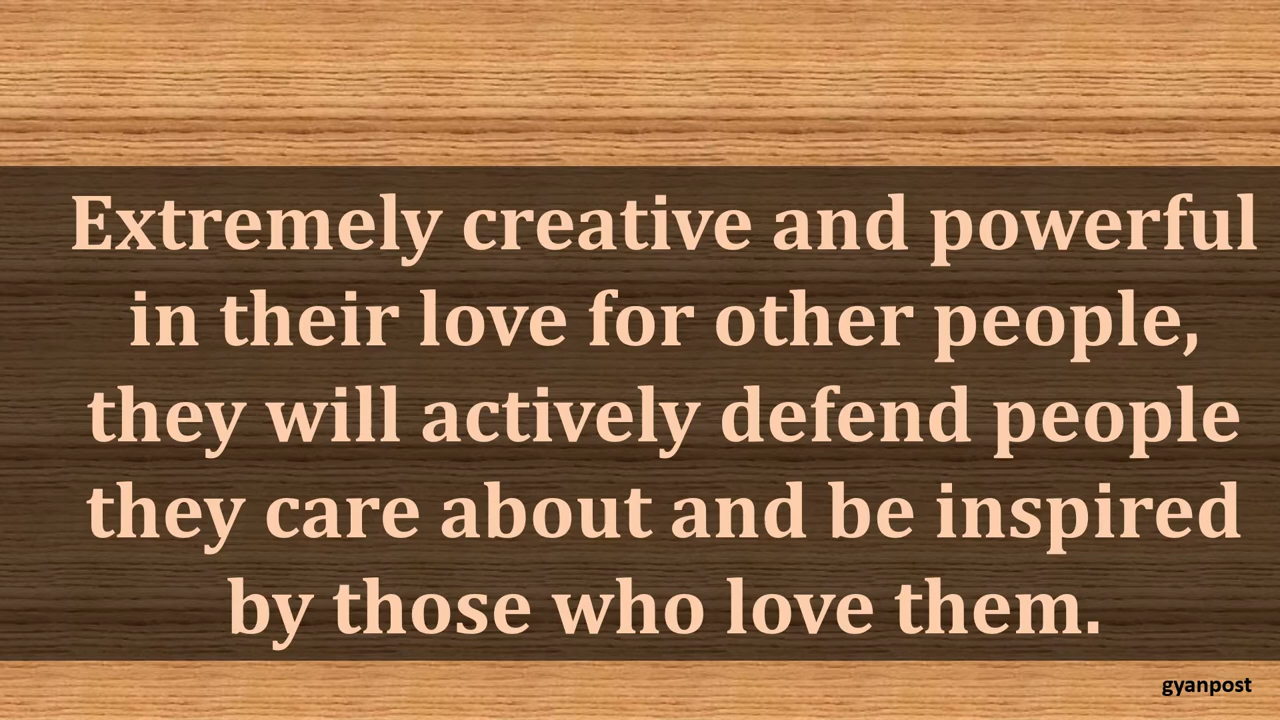 Extremely creative and powerful
in their love for other people,
they will actively defend people
they care about and be inspired
by those who love them.
gyanpost